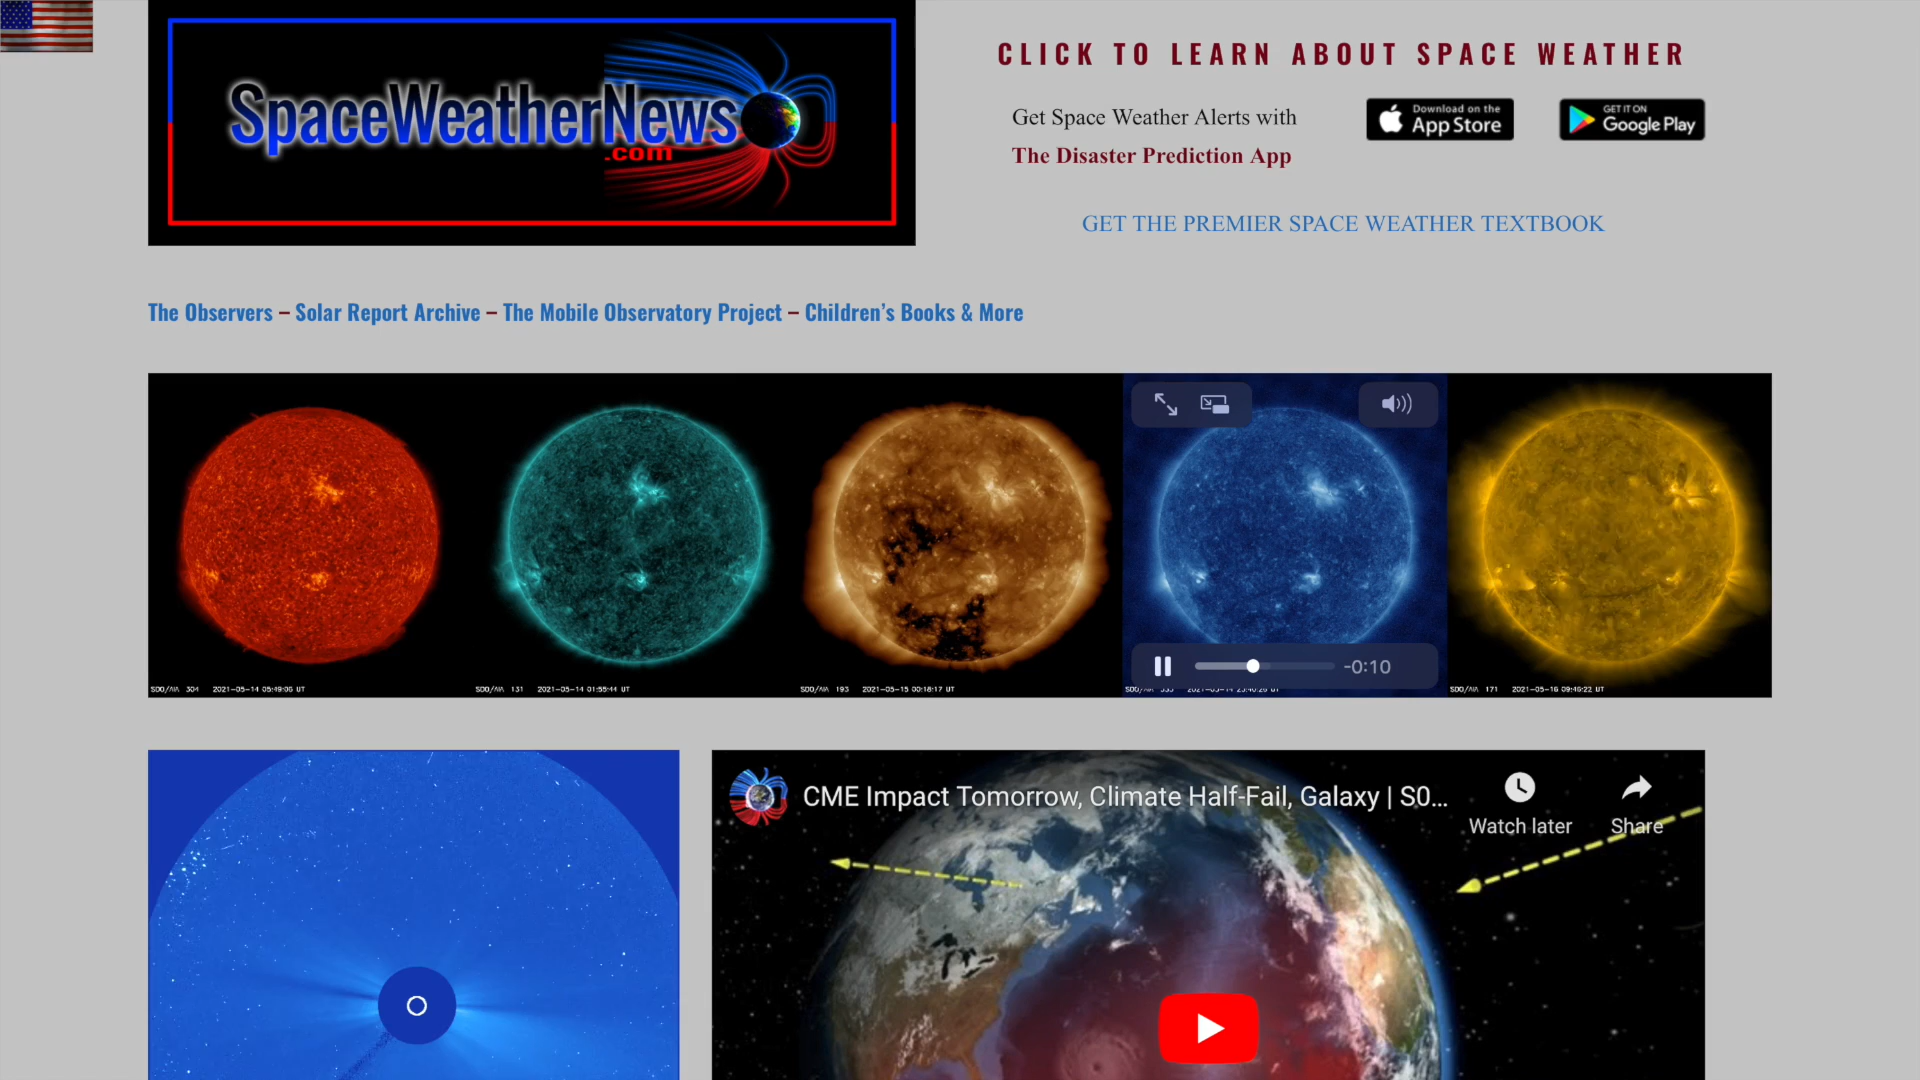 SpaceWeatherNews
.com
CLICK TO LEARN ABOUT SPACE WEATHER
Get Space Weather Alerts with
The Disaster Prediction App
Download on the
App Store
GET IT ON
Google Play
GET THE PREMIER SPACE WEATHER TEXTBOOK
The Observers – Solar Report Archive – The Mobile Observatory Project – Children’s Books & More
-0:10
SDO/AIA 304 2021-05-14 05:49:06 UT
SDO/AIA 131 2021-05-14 01:55:44 UT
SDO/AIA 193 2021-05-15 00:18:17 UT
SDO/AIA 171 2021-05-16 09:46:22 UT
CME Impact Tomorrow, Climate Half-Fail, Galaxy | S0...
Watch later
Share